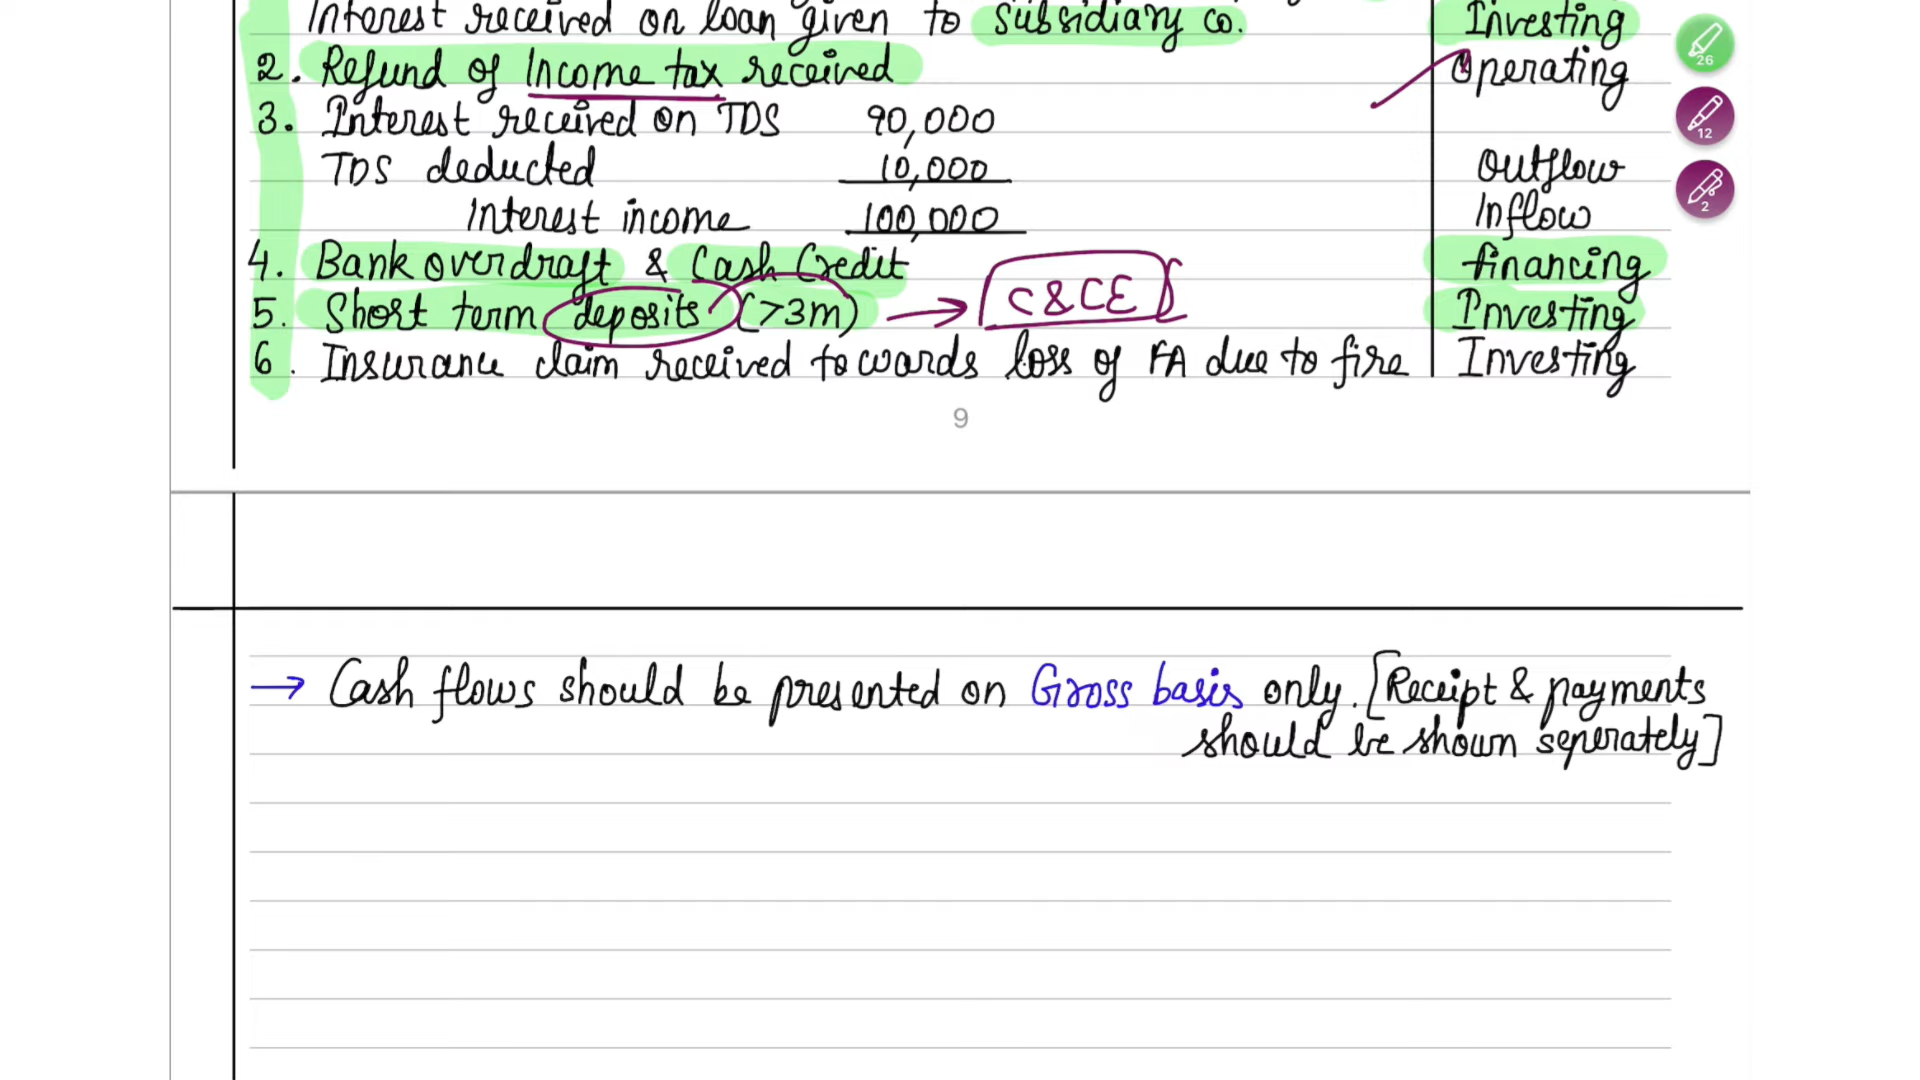 Interest received on loan given to subsidiary co. Investing
2. Refund of Income tax received Operating
3. Interest received on TDS 90,000
TDS deducted 10,000 Outflow
Interest income 100,000 Inflow
4. Bank overdraft & Cash Credit financing
5. Short term deposits (>3m) → C&CE Investing
6. Insurance claim received towards loss of FA due to fire Investing
9
→ Cash flows should be presented on Gross basis only. [Receipt & payments
should be shown seperately]
26
12
2